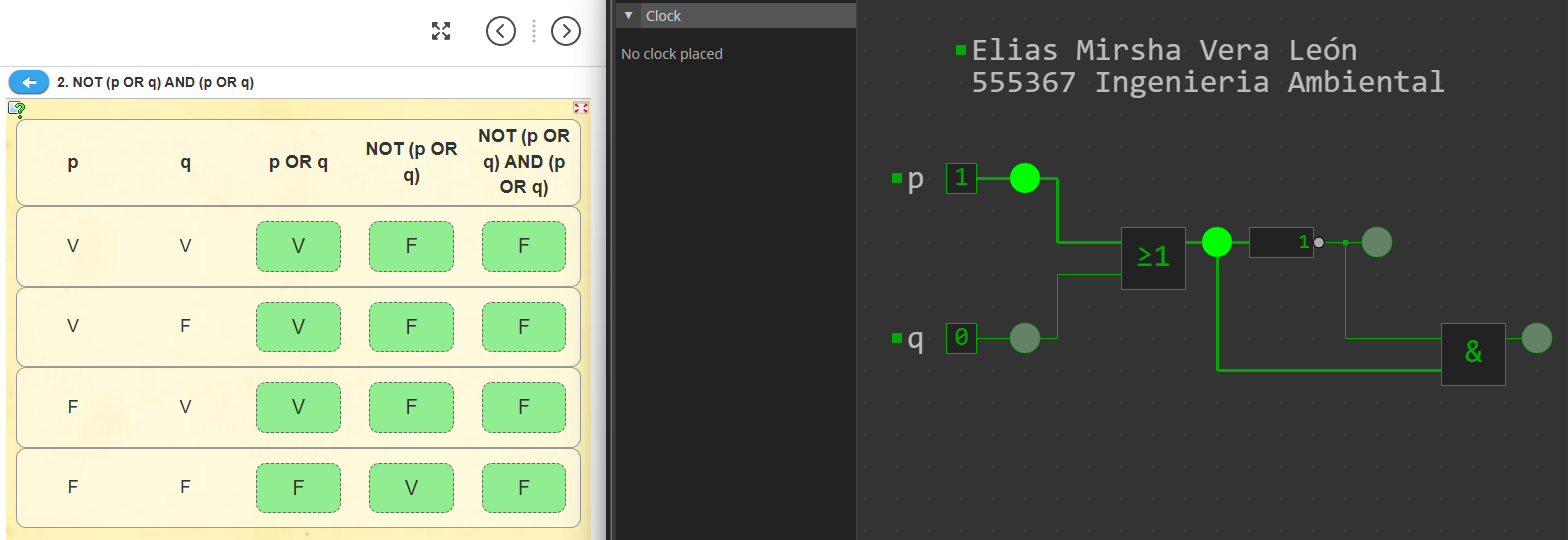 2. NOT (p OR q) AND (p OR q)
p q p OR q NOT (p OR q) NOT (p OR q) AND (p OR q)
V V V F F
V F V F F
F V V F F
F F F V F
Clock
No clock placed
Elias Mirsha Vera León
555367 Ingenieria Ambiental
p 1
≥1
1
q 0
&